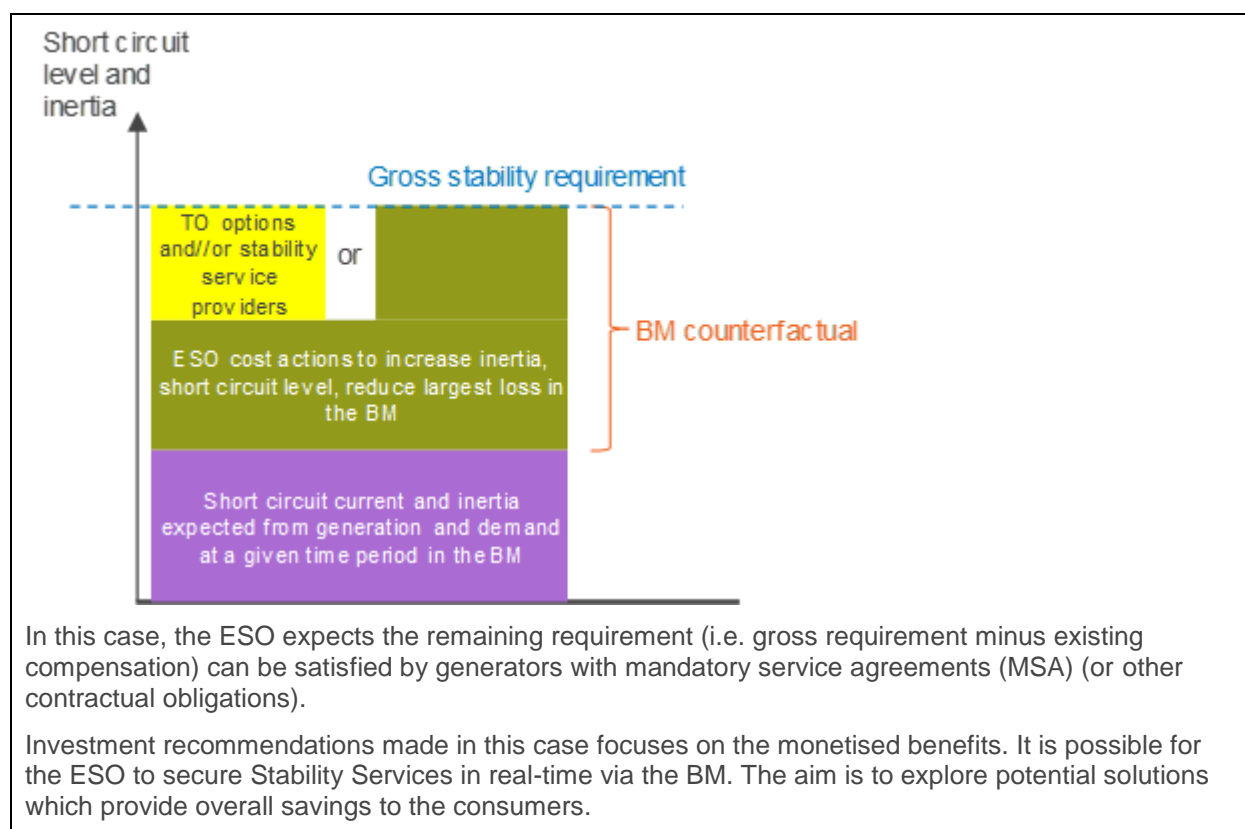 Short circuit
level and
inertia
Gross stability requirement
TO options
and//or stability
service
providers
or
BM counterfactual
ESO cost actions to increase inertia,
short circuit level, reduce largest loss in
the BM
Short circuit current and inertia
expected from generation and demand
at a given time period in the BM
In this case, the ESO expects the remaining requirement (i.e. gross requirement minus existing
compensation) can be satisfied by generators with mandatory service agreements (MSA) (or other
contractual obligations).
Investment recommendations made in this case focuses on the monetised benefits. It is possible for
the ESO to secure Stability Services in real-time via the BM. The aim is to explore potential solutions
which provide overall savings to the consumers.